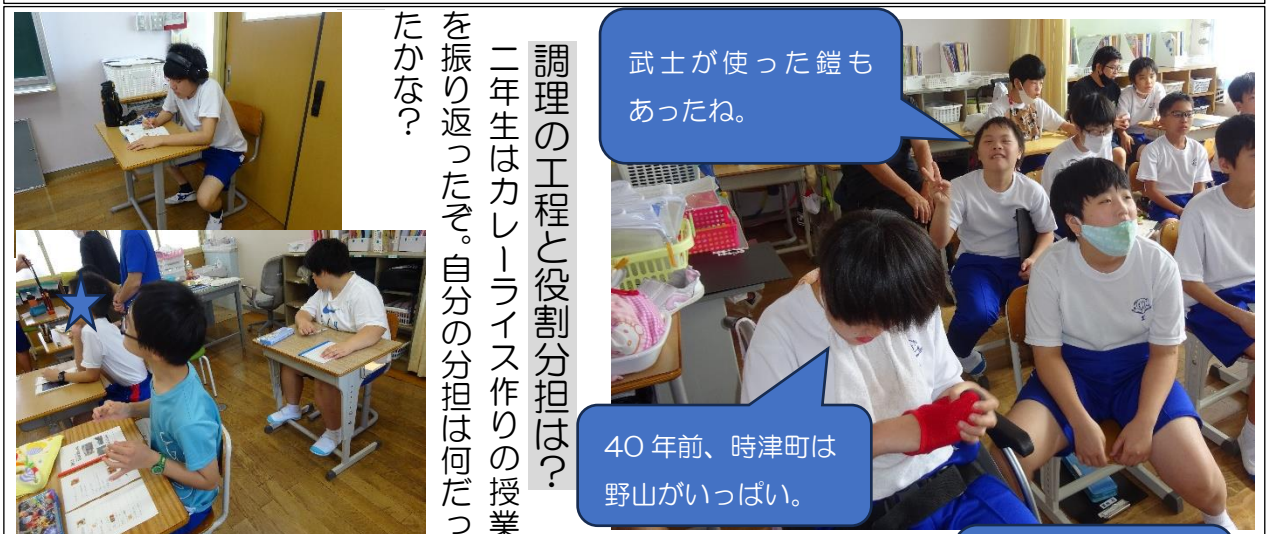 調理の工程と役割分担は?
二年生はカレーライス作りの授業
を振り返ったぞ。自分の分担は何だっ
たかな?
武士が使った鎧も
あったね。
40年前、時津町は
野山がいっぱい。